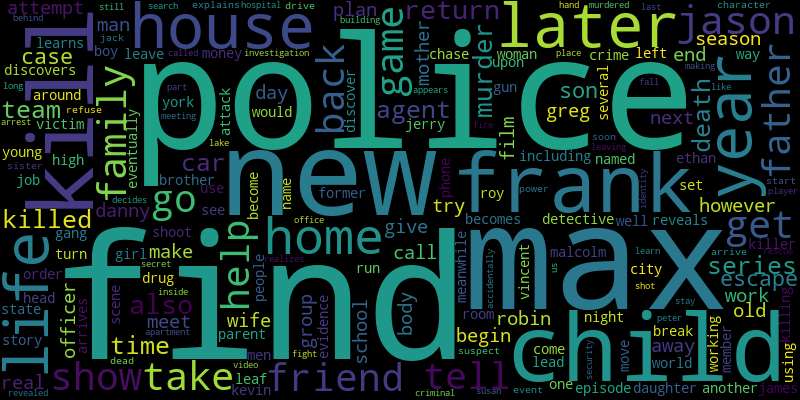 attempt
still
explains
hospital
drive
plan
return
later
jason
hand
murdered
last
character
behind
jack
learns
man
boy
leave
money
building
mother
chase
woman
place
crime
left
end
season
way
case
discovers
long
around
team
arrest
refuse
victim
young
job
high
sister
kill
house
police
back
game
murder
agent
jerry
discover
called
investigation
part
meeting
appears
york
day
would
attack
lake
car
brother
use
family
eventually
gun
upon
son
greg
several
next
death
father
year
making
like
fall
soon
leaving
fire
film
including
named
ethan
set
player
start
rescue
killing
killed
life
gang
turn
order
head
state
story
real
revealed
officer
arrives
danny
decides
shoot
girl
make
drug
scene
also
meet
secret
inside
apartment
dead
time
show
take
go
see
become
name
help
people
office
realizes
wife
parent
men
leaf
kevin
video
fight
new
find
home
former
give
call
run
group
evidence
school
body
friend
criminal
phone
try
roy
becomes
power
meanwhile
accidentally
room
begin
suspect
susan
tell
frank
max
child
identity
detective
well
reveals
however
killer
get
series
escape
work
old
malcolm
learn
arrive
us
shot
stay
city
vincent
robin
night
peter
break
away
working
member
using
come
lead
security
move
world
event
one
episode
daughter
another
james